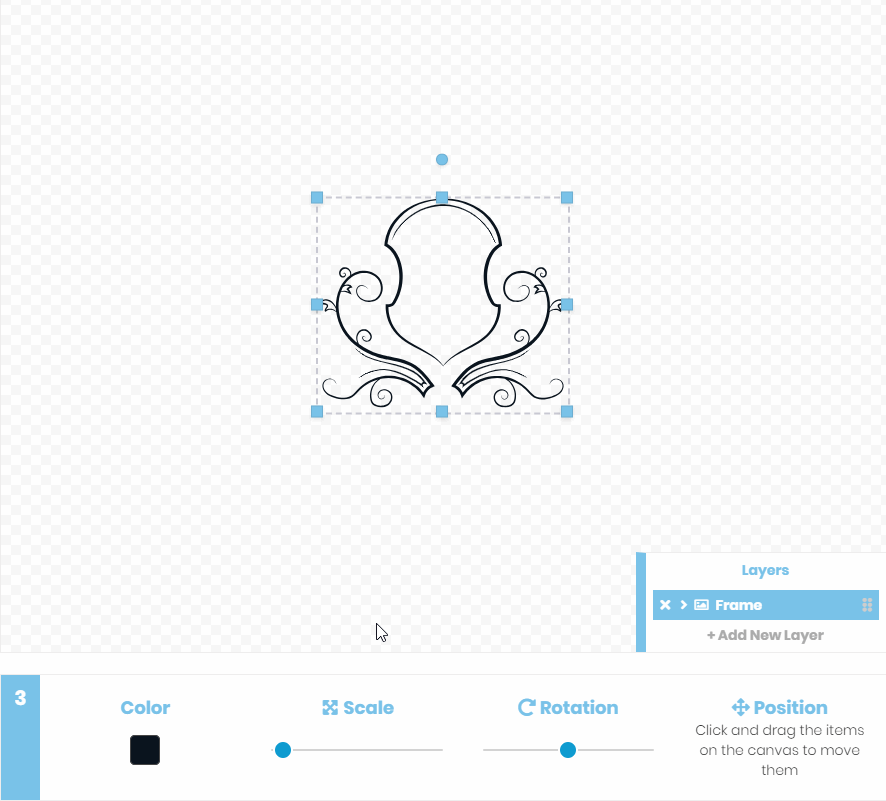 Layers
Frame
+ Add New Layer
3
Color
Scale
Rotation
Position
Click and drag the items
on the canvas to move
them